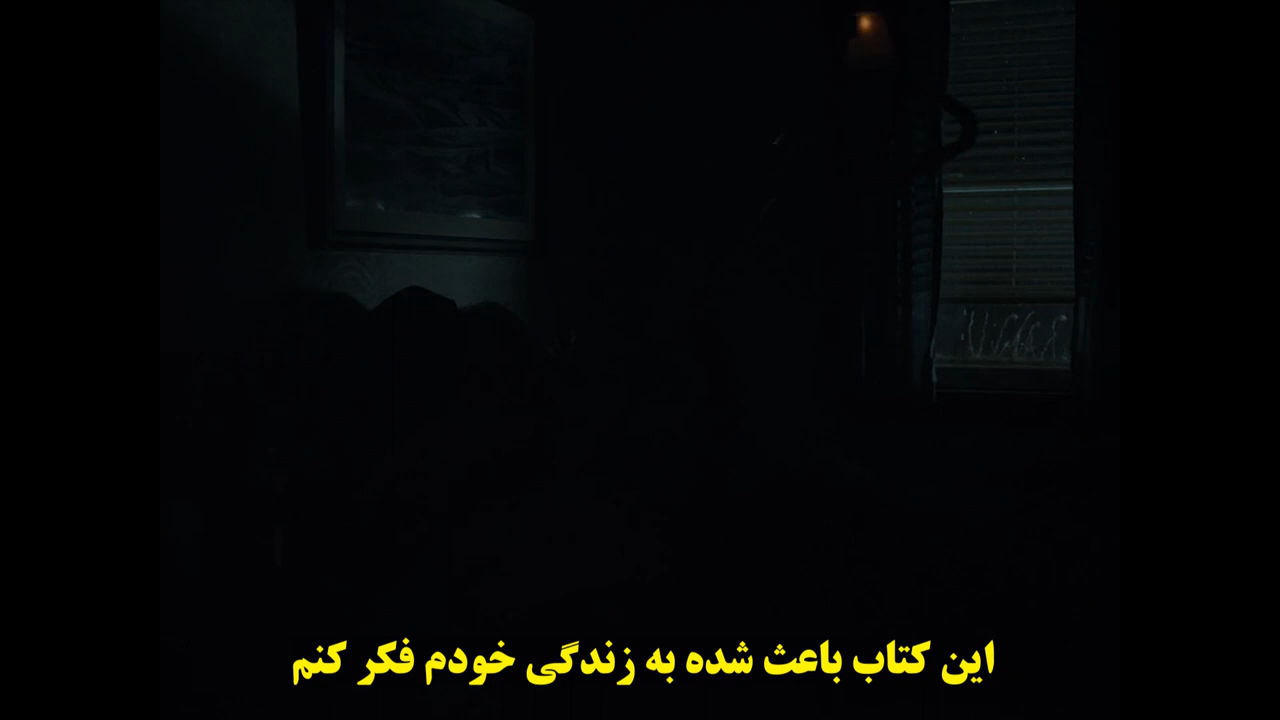 این کتاب باعث شده به زندگی خودم فکر کنم